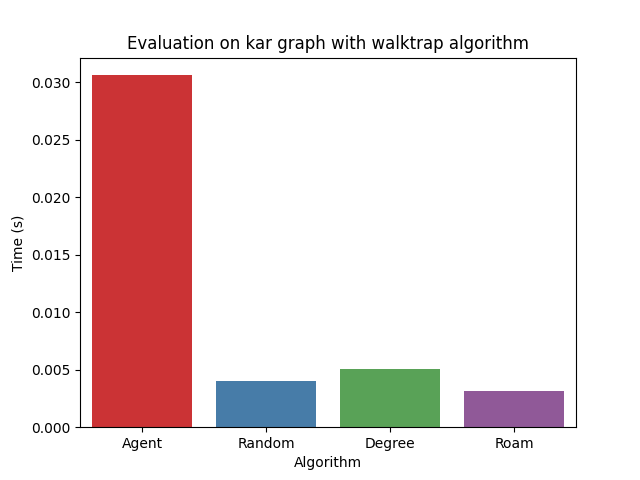 Evaluation on kar graph with walktrap algorithm
0.030
0.025
0.020
0.015
0.010
0.005
0.000
Time (s)
Agent
Random
Degree
Roam
Algorithm